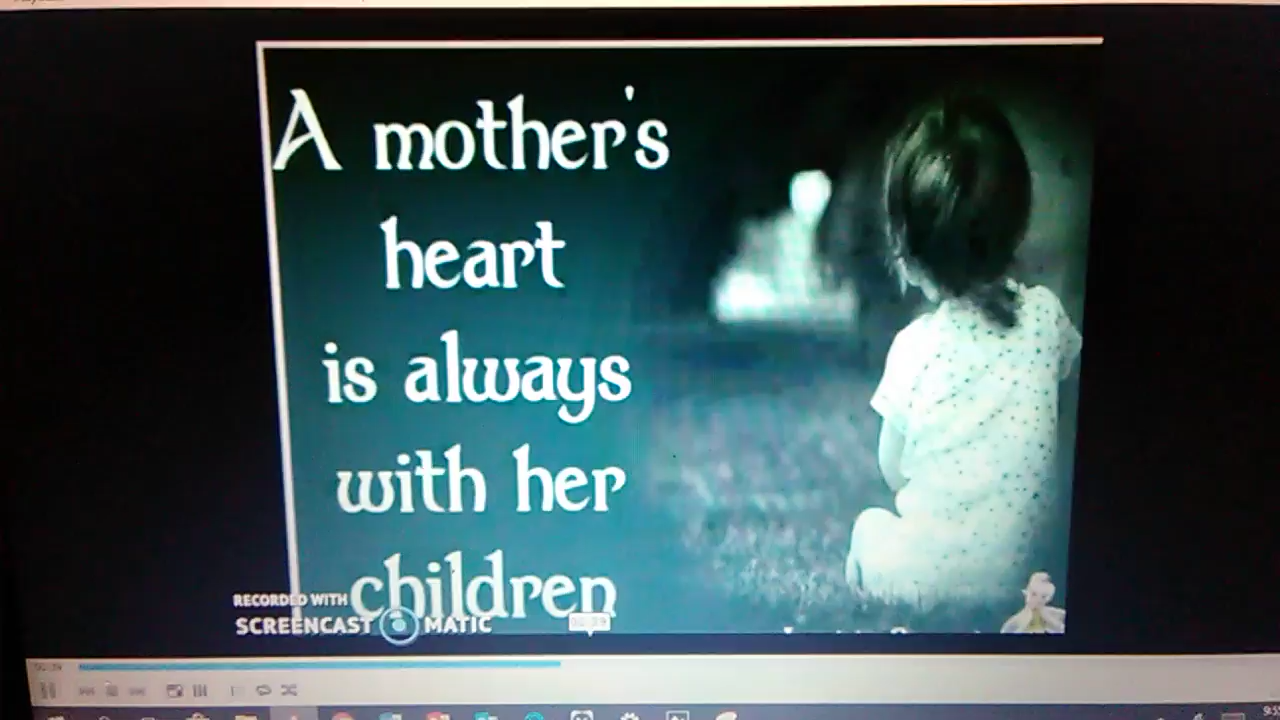 A mother's
heart
is always
with her
children
RECORDED WITH
SCREENCAST MATIC